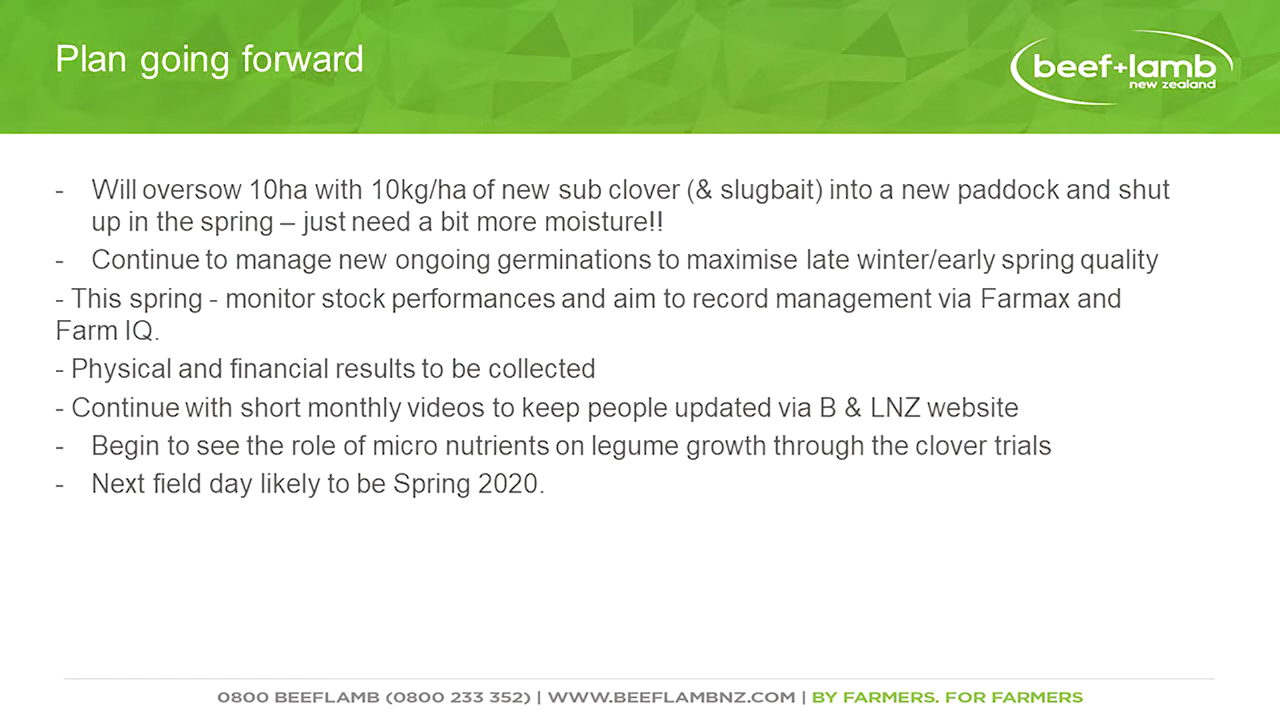 Plan going forward
beef+lamb
new zealand
- Will oversow 10ha with 10kg/ha of new sub clover (& slugbait) into a new paddock and shut
up in the spring – just need a bit more moisture!!
- Continue to manage new ongoing germinations to maximise late winter/early spring quality
- This spring - monitor stock performances and aim to record management via Farmax and
Farm IQ.
- Physical and financial results to be collected
- Continue with short monthly videos to keep people updated via B & LNZ website
- Begin to see the role of micro nutrients on legume growth through the clover trials
- Next field day likely to be Spring 2020.
0800 BEEFLAMB (0800 233 352) | WWW.BEEFLAMBNZ.COM | BY FARMERS. FOR FARMERS